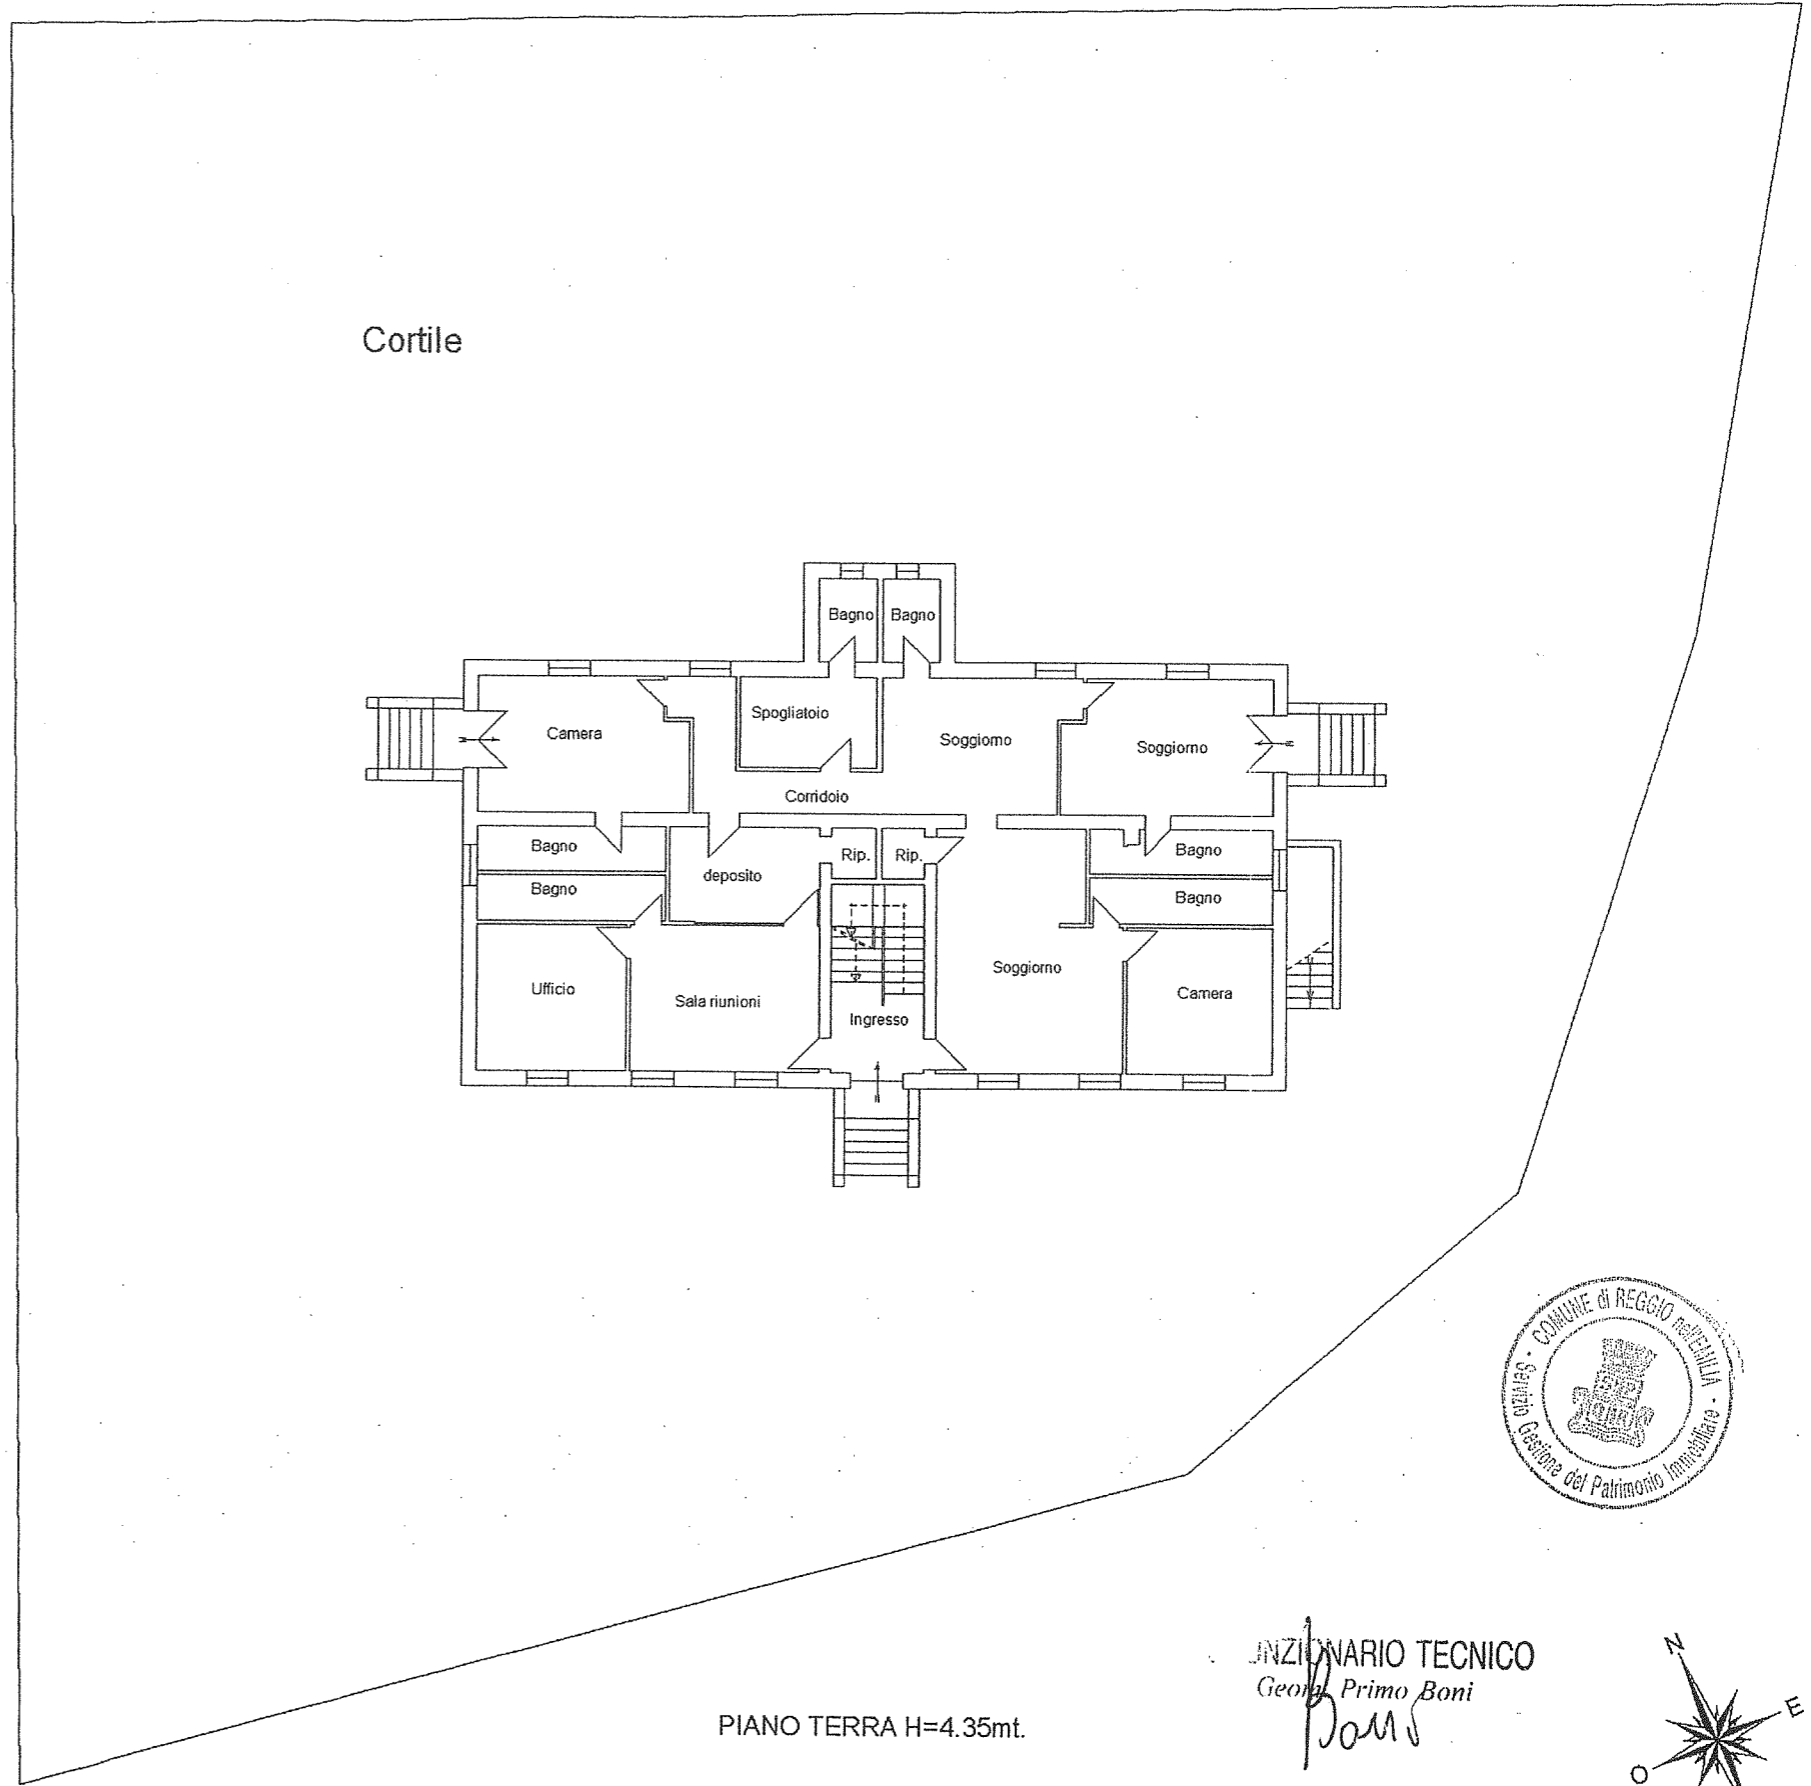 Cortile
Bagno
Bagno
Camera
Spogliatoio
Soggiorno
Soggiorno
Corridoio
Bagno
Bagno
deposito
Rip.
Rip.
Bagno
Bagno
Ufficio
Sala riunioni
Ingresso
Soggiorno
Camera
COMUNE di REGGIO nell'EMILIA
Servizio Gestione del Patrimonio Immobiliare
TECNICO
Primo Boni
Boni
PIANO TERRA H=4.35mt.
N
E
O